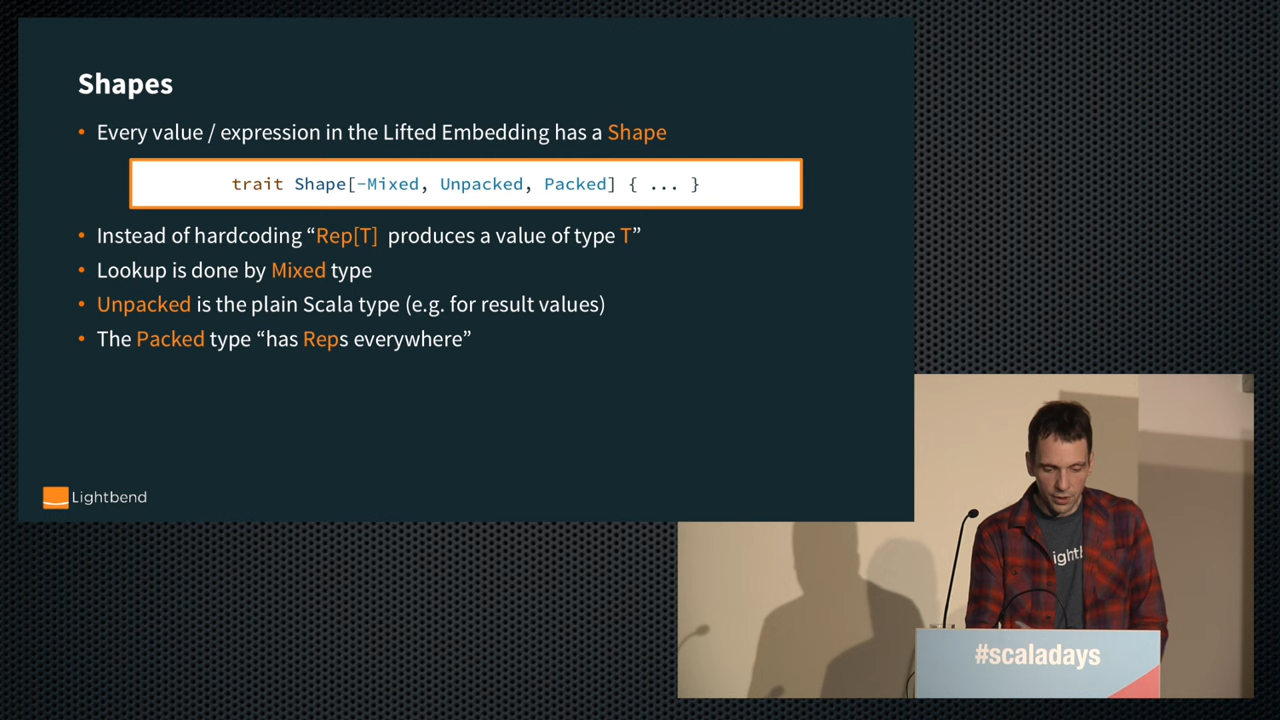 Shapes
• Every value / expression in the Lifted Embedding has a Shape
trait Shape[-Mixed, Unpacked, Packed] { ... }
• Instead of hardcoding “Rep[T] produces a value of type T”
• Lookup is done by Mixed type
• Unpacked is the plain Scala type (e.g. for result values)
• The Packed type “has Reps everywhere”
Lightbend
ightb
#scaladays